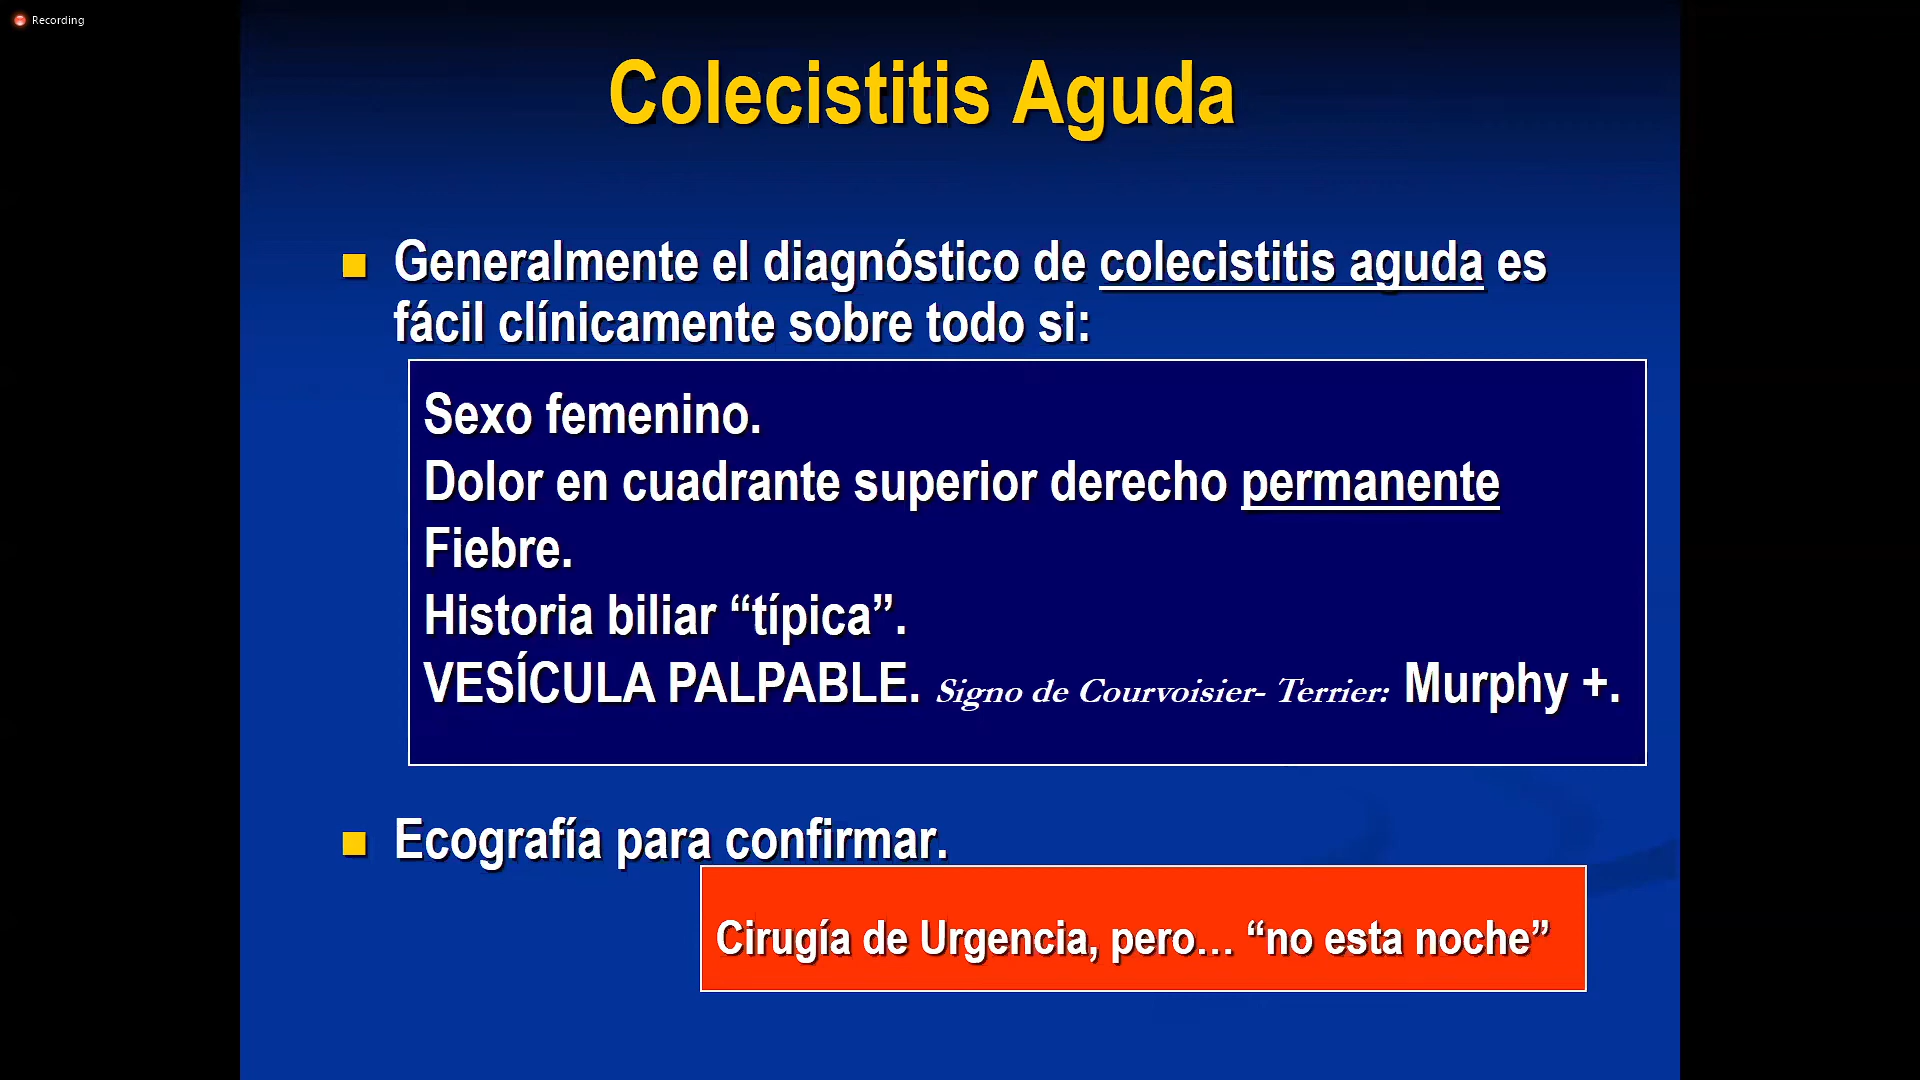 Recording
Colecistitis Aguda
Generalmente el diagnóstico de colecistitis aguda es
fácil clínicamente sobre todo si:
Sexo femenino.
Dolor en cuadrante superior derecho permanente
Fiebre.
Historia biliar “típica”.
VESÍCULA PALPABLE. Signo de Courvoisier- Terrier: Murphy +.
Ecografía para confirmar.
Cirugía de Urgencia, pero… “no esta noche”